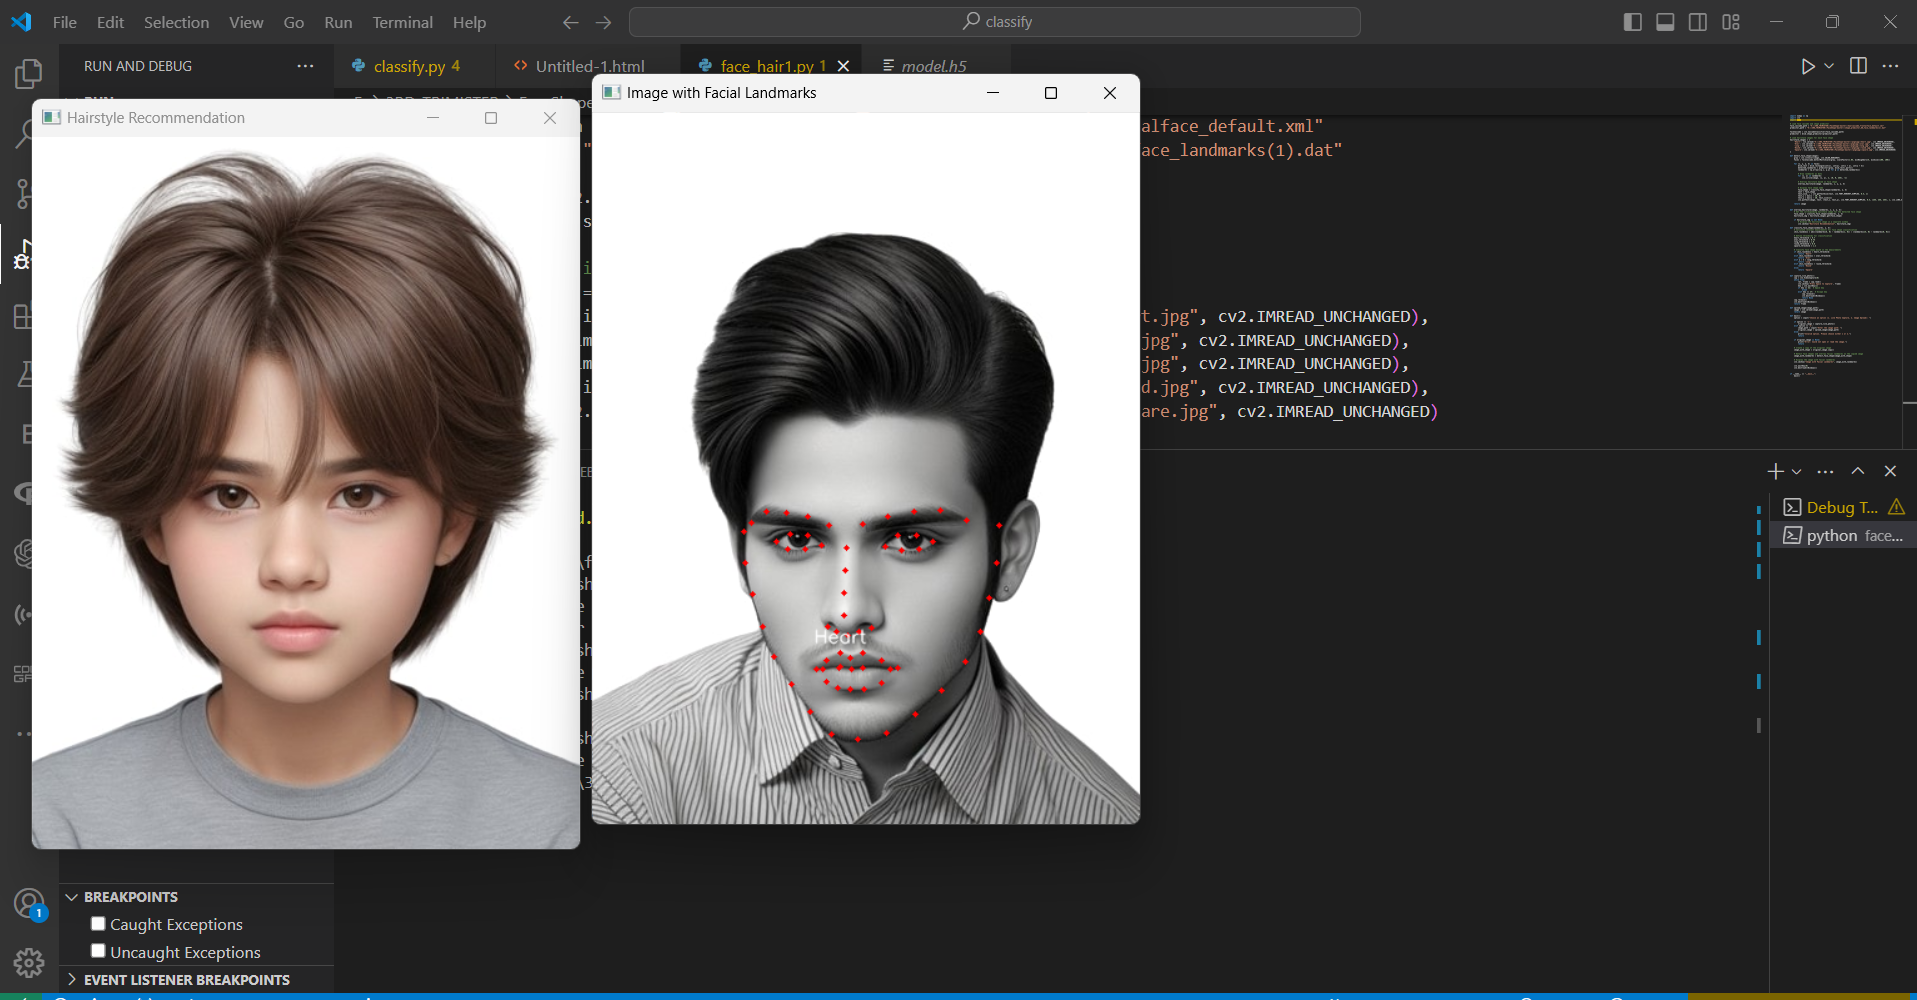 File Edit Selection View Go Run Terminal Help
classify
RUN AND DEBUG
classify.py 4
Untitled-1.html
face_hair1.py 1
model.h5
Hairstyle Recommendation
Image with Facial Landmarks
alface_default.xml"
ace_landmarks(1).dat"
t.jpg", cv2.IMREAD_UNCHANGED),
jpg", cv2.IMREAD_UNCHANGED),
jpg", cv2.IMREAD_UNCHANGED),
d.jpg", cv2.IMREAD_UNCHANGED),
are.jpg", cv2.IMREAD_UNCHANGED)
Heart
Debug T...
python face...
BREAKPOINTS
1
Caught Exceptions
Uncaught Exceptions
EVENT LISTENER BREAKPOINTS